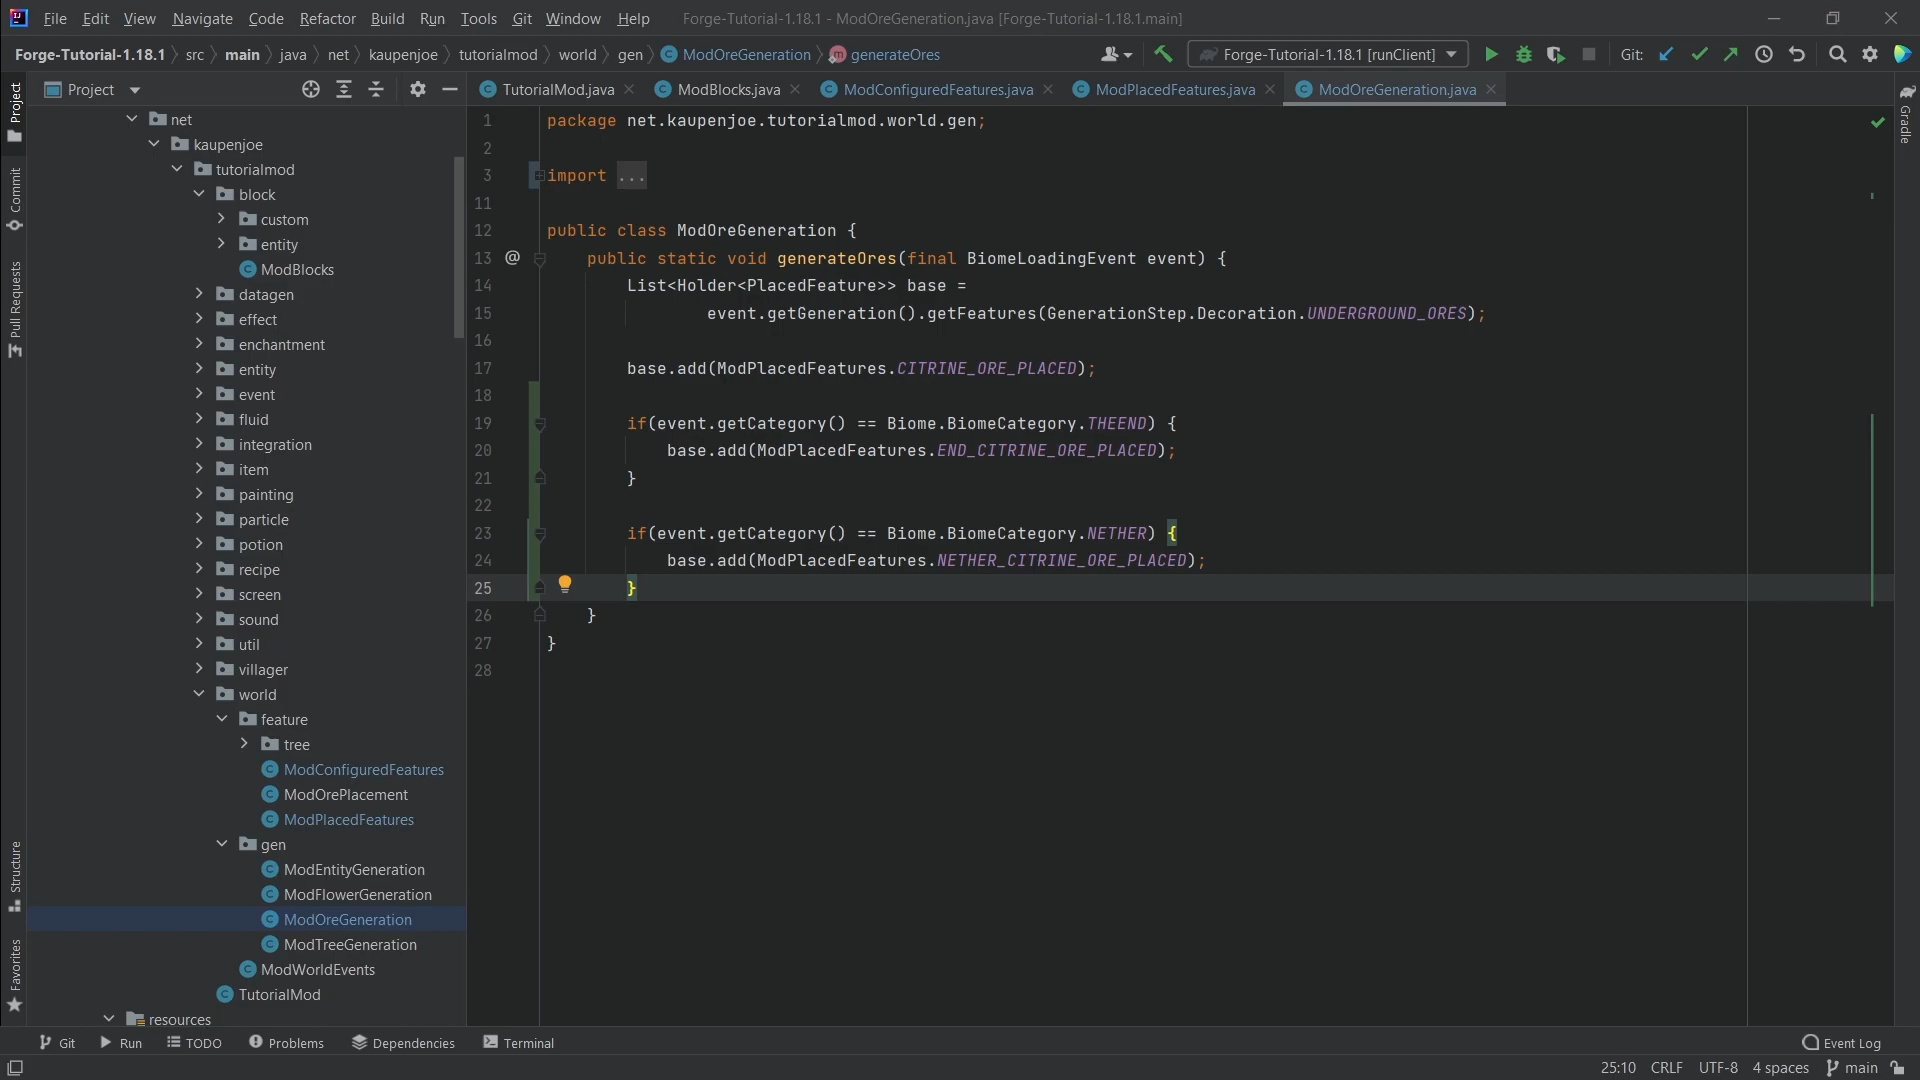 File Edit View Navigate Code Refactor Build Run Tools Git Window Help Forge-Tutorial-1.18.1 - ModOreGeneration.java [Forge-Tutorial-1.18.1.main]
Forge-Tutorial-1.18.1 src main java net kaupenjoe tutorialmod world gen ModOreGeneration generateOres Forge-Tutorial-1.18.1 [runClient] Git:
Project TutorialMod.java ModBlocks.java ModConfiguredFeatures.java ModPlacedFeatures.java ModOreGeneration.java
Project
Commit
Pull Requests
Structure
Favorites
net
kaupenjoe
tutorialmod
block
custom
entity
ModBlocks
datagen
effect
enchantment
entity
event
fluid
integration
item
painting
particle
potion
recipe
screen
sound
util
villager
world
feature
tree
ModConfiguredFeatures
ModOrePlacement
ModPlacedFeatures
gen
ModEntityGeneration
ModFlowerGeneration
ModOreGeneration
ModTreeGeneration
ModWorldEvents
TutorialMod
resources
1 package net.kaupenjoe.tutorialmod.world.gen;
2
3 import ...
11
12 public class ModOreGeneration {
13 @ public static void generateOres(final BiomeLoadingEvent event) {
14 List<Holder<PlacedFeature>> base =
15 event.getGeneration().getFeatures(GenerationStep.Decoration.UNDERGROUND_ORES);
16
17 base.add(ModPlacedFeatures.CITRINE_ORE_PLACED);
18
19 if(event.getCategory() == Biome.BiomeCategory.THEEND) {
20 base.add(ModPlacedFeatures.END_CITRINE_ORE_PLACED);
21 }
22
23 if(event.getCategory() == Biome.BiomeCategory.NETHER) {
24 base.add(ModPlacedFeatures.NETHER_CITRINE_ORE_PLACED);
25 }
26 }
27 }
28
Gradle
Git Run TODO Problems Dependencies Terminal Event Log
25:10 CRLF UTF-8 4 spaces main